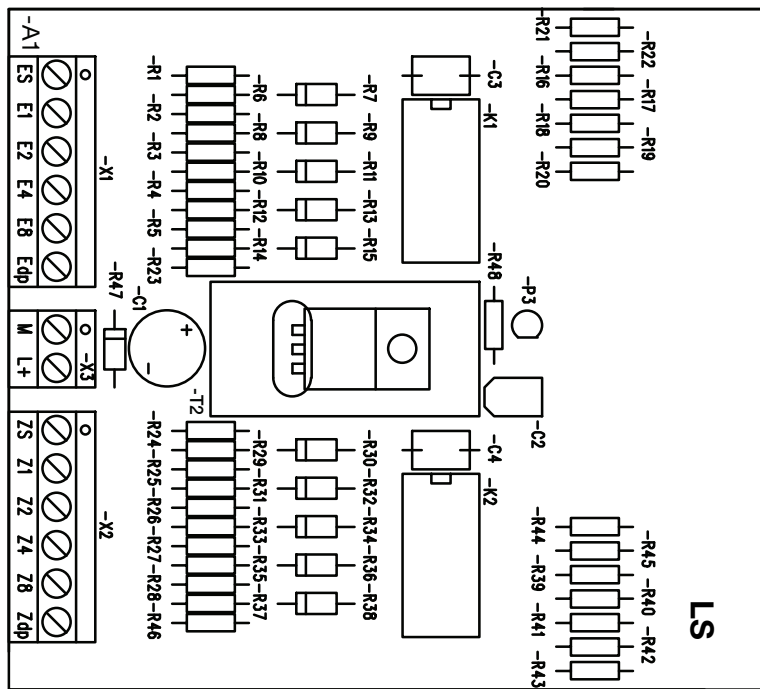 -A1
ES
E1
E2
E4
E8
Edp
-X1
M
L+
-X3
ZS
Z1
Z2
Z4
Z8
Zdp
-X2
-R1
-R2
-R3
-R4
-R5
-R23
-R6
-R8
-R10
-R12
-R14
-R7
-R9
-R11
-R13
-R15
-C3
-K1
-R21
-R22
-R16
-R17
-R18
-R19
-R20
-R47
-C1
+
-
-T2
-R48
-P3
-C2
-R24
-R25
-R26
-R27
-R28
-R46
-R29
-R31
-R33
-R35
-R37
-R30
-R32
-R34
-R36
-R38
-C4
-K2
-R44
-R45
-R39
-R40
-R41
-R42
-R43
LS